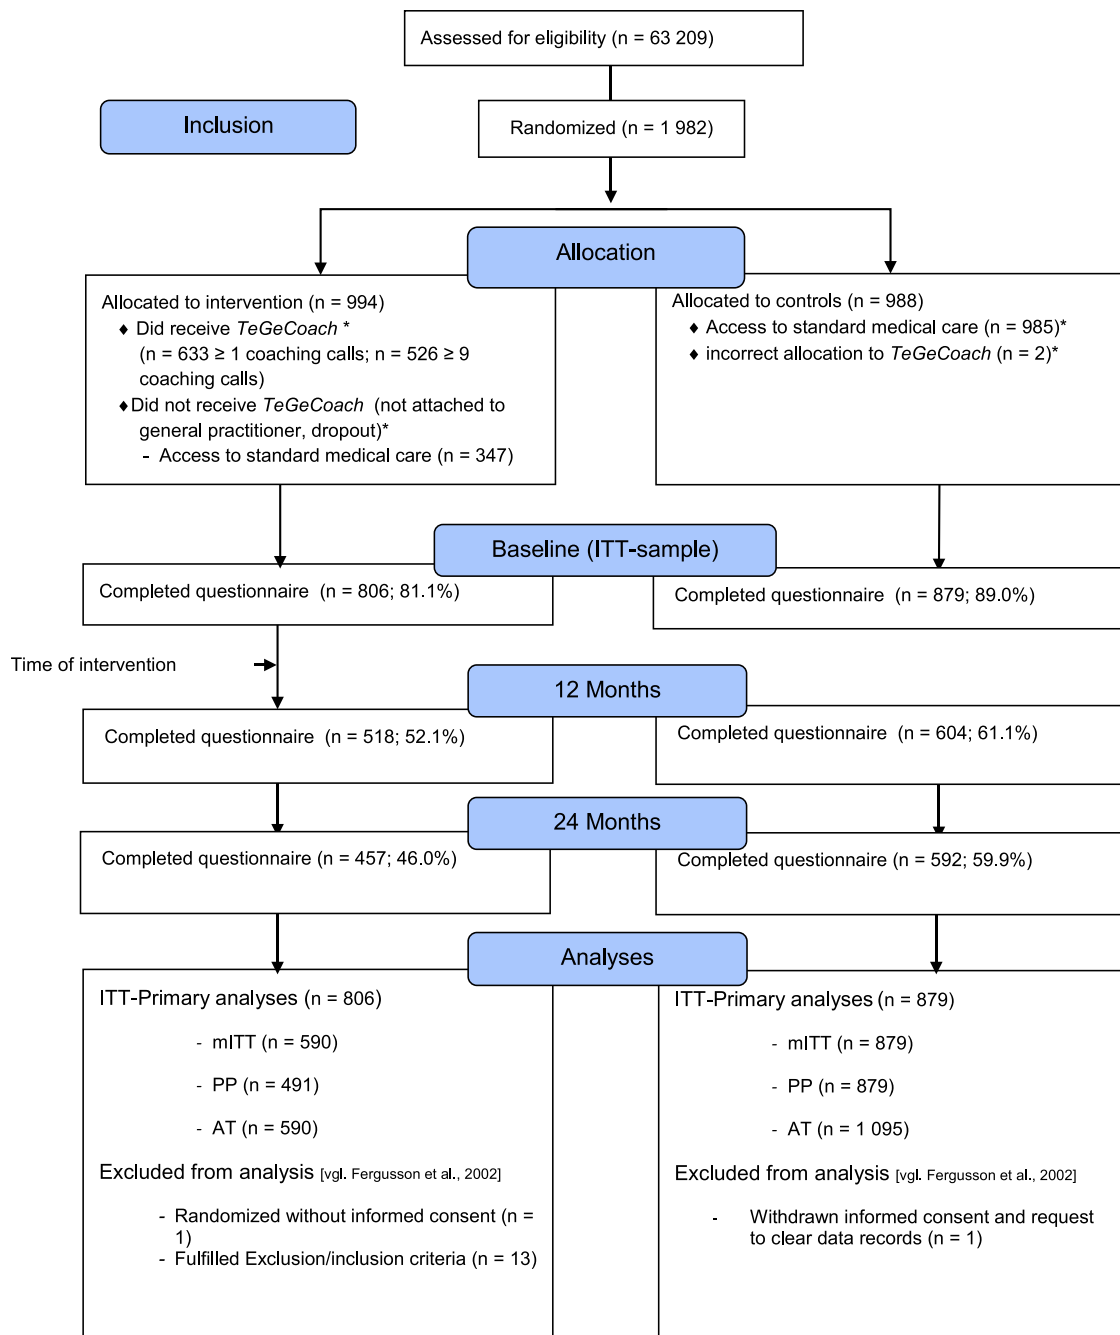 Assessed for eligibility (n = 63 209)
Inclusion
Randomized (n = 1 982)
Allocation
Allocated to intervention (n = 994)
♦ Did receive TeGeCoach *
(n = 633 ≥ 1 coaching calls; n = 526 ≥ 9
coaching calls)
♦Did not receive TeGeCoach (not attached to
general practitioner, dropout)*
- Access to standard medical care (n = 347)
Allocated to controls (n = 988)
♦ Access to standard medical care (n = 985)*
♦ incorrect allocation to TeGeCoach (n = 2)*
Baseline (ITT-sample)
Completed questionnaire (n = 806; 81.1%)
Completed questionnaire (n = 879; 89.0%)
Time of intervention
12 Months
Completed questionnaire (n = 518; 52.1%)
Completed questionnaire (n = 604; 61.1%)
24 Months
Completed questionnaire (n = 457; 46.0%)
Completed questionnaire (n = 592; 59.9%)
Analyses
ITT-Primary analyses (n = 806)
- mITT (n = 590)
- PP (n = 491)
- AT (n = 590)
Excluded from analysis [vgl. Fergusson et al., 2002]
- Randomized without informed consent (n =
1)
- Fulfilled Exclusion/inclusion criteria (n = 13)
ITT-Primary analyses (n = 879)
- mITT (n = 879)
- PP (n = 879)
- AT (n = 1 095)
Excluded from analysis [vgl. Fergusson et al., 2002]
- Withdrawn informed consent and request
to clear data records (n = 1)